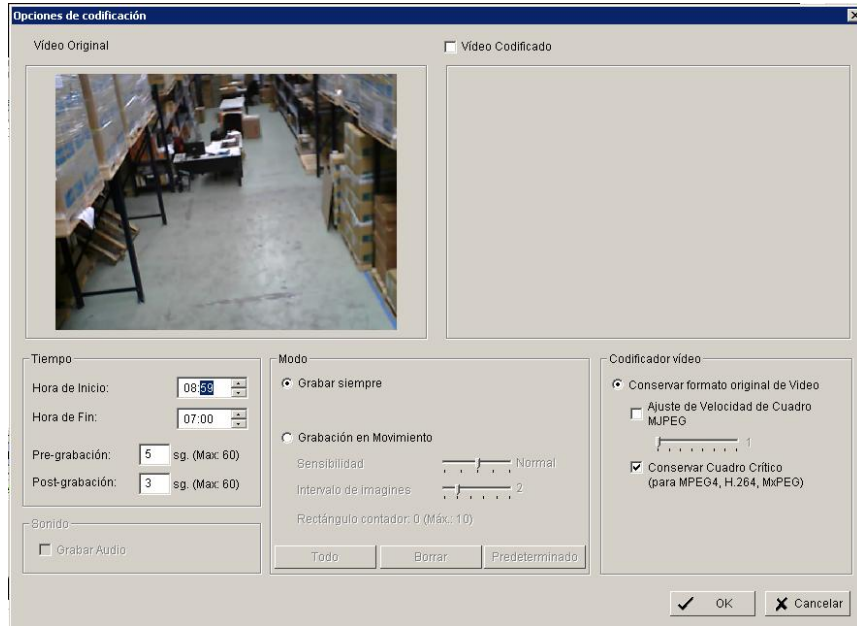 Opciones de codificación
Vídeo Original
Vídeo Codificado
Tiempo
Hora de Inicio: 08:59
Hora de Fin: 07:00
Pre-grabación: 5 sg. (Max: 60)
Post-grabación: 3 sg. (Max: 60)
Sonido
Grabar Audio
Modo
Grabar siempre
Grabación en Movimiento
Sensibilidad Normal
Intervalo de imagines 2
Rectángulo contador: 0 (Máx.: 10)
Todo Borrar Predeterminado
Codificador vídeo
Conservar formato original de Video
Ajuste de Velocidad de Cuadro
MJPEG
1
Conservar Cuadro Crítico
(para MPEG4, H.264, MxPEG)
OK Cancelar